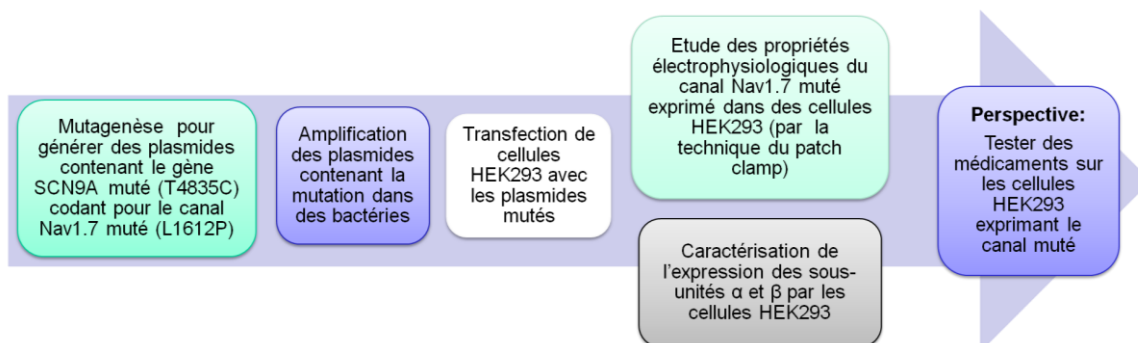 Mutagenèse pour
générer des plasmides
contenant le gène
SCN9A muté (T4835C)
codant pour le canal
Nav1.7 muté (L1612P)
Amplification
des plasmides
contenant la
mutation dans
des bactéries
Transfection de
cellules
HEK293 avec
les plasmides
mutés
Etude des propriétés
électrophysiologiques du
canal Nav1.7 muté
exprimé dans des cellules
HEK293 (par la
technique du patch
clamp)
Caractérisation de
l’expression des sous-
unités α et β par les
cellules HEK293
Perspective:
Tester des
médicaments sur
les cellules
HEK293
exprimant le
canal muté